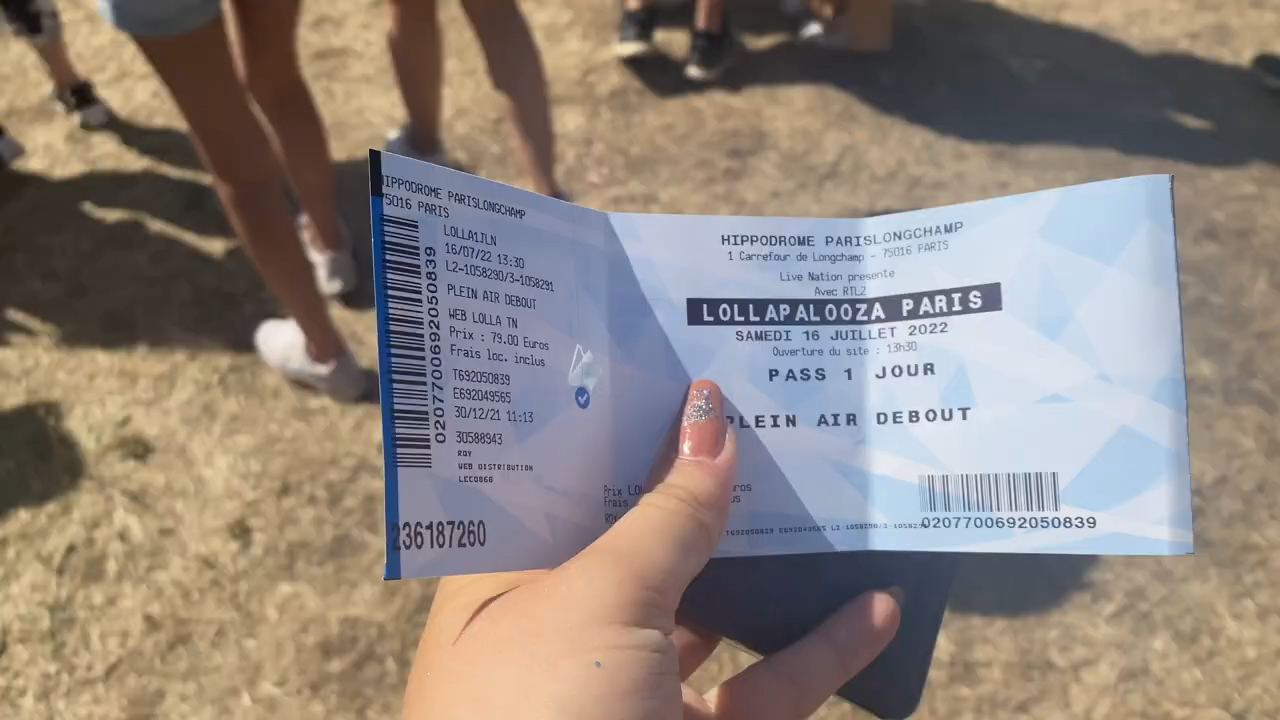 HIPPODROME PARISLONGCHAMP
75016 PARIS
LOLLA1JLN
16/07/22 13:30
L2-1058290/3-1058291
PLEIN AIR DEBOUT
WEB LOLLA TN
Prix : 79.00 Euros
Frais loc. inclus
T692050839
E692049565
30/12/21 11:13
30588943
WEB DISTRIBUTION
0207700692050839
236187260
HIPPODROME PARISLONGCHAMP
1 Carrefour de Longchamp - 75016 PARIS
Live Nation presente
Avec RTL2
LOLLAPALOOZA PARIS
SAMEDI 16 JUILLET 2022
Ouverture du site : 13h30
PASS 1 JOUR
PLEIN AIR DEBOUT
Prix
Frais
0207700692050839